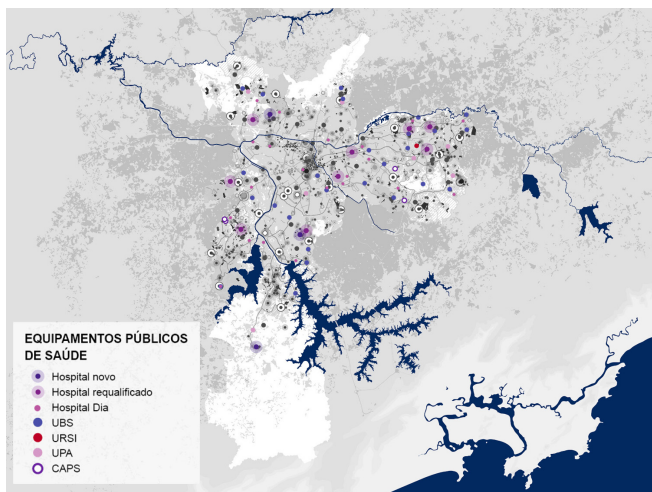 EQUIPAMENTOS PÚBLICOS
DE SAÚDE
Hospital novo
Hospital requalificado
Hospital Dia
UBS
URSI
UPA
CAPS